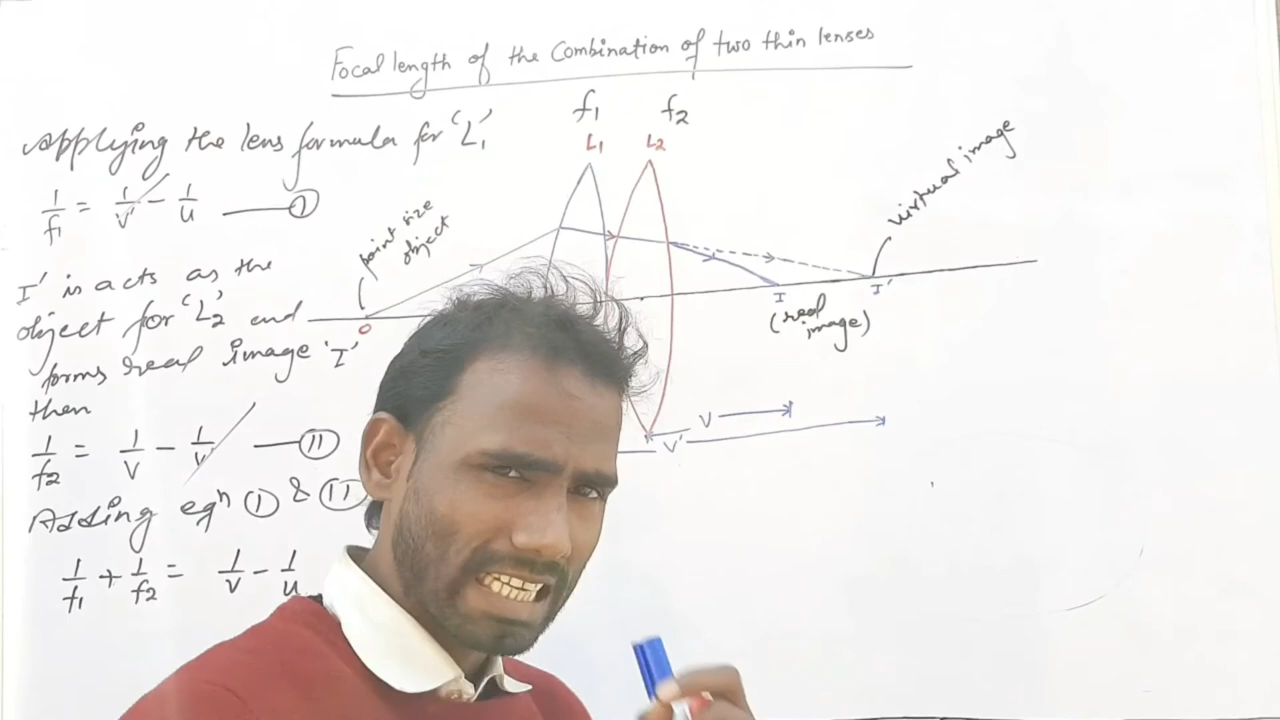 Focal length of the Combination of two thin lenses
Applying the lens formula for 'L1'
1/f1 = 1/v' - 1/u — I
I' is acts as the
object for 'L2' and
forms real image 'I'
then
1/f2 = 1/v - 1/v' — II
Adding eqn I & II
1/f1 + 1/f2 = 1/v - 1/u
f1
f2
L1
L2
point size
object
O
virtual image
I
I'
(real
image)
v
v'